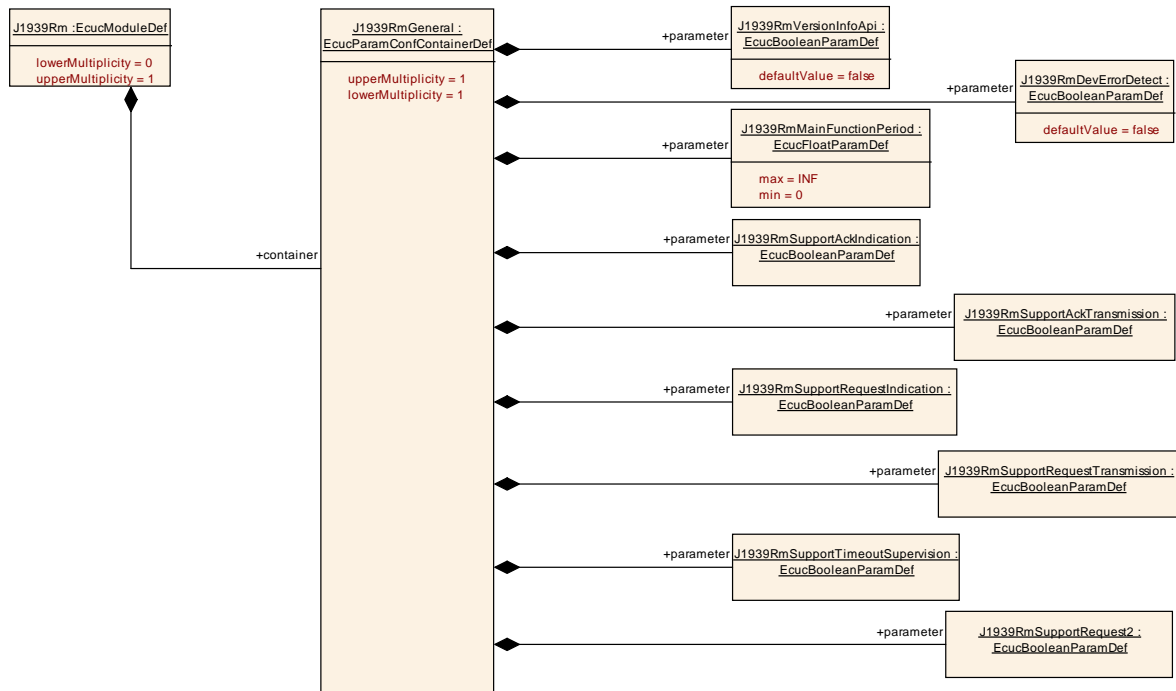 J1939Rm :EcucModuleDef
lowerMultiplicity = 0
upperMultiplicity = 1
+container
J1939RmGeneral :
EcucParamConfContainerDef
upperMultiplicity = 1
lowerMultiplicity = 1
+parameter
J1939RmVersionInfoApi :
EcucBooleanParamDef
defaultValue = false
+parameter
J1939RmDevErrorDetect :
EcucBooleanParamDef
defaultValue = false
+parameter
J1939RmMainFunctionPeriod :
EcucFloatParamDef
max = INF
min = 0
+parameter
J1939RmSupportAckIndication :
EcucBooleanParamDef
+parameter
J1939RmSupportAckTransmission :
EcucBooleanParamDef
+parameter
J1939RmSupportRequestIndication :
EcucBooleanParamDef
+parameter
J1939RmSupportRequestTransmission :
EcucBooleanParamDef
+parameter
J1939RmSupportTimeoutSupervision :
EcucBooleanParamDef
+parameter
J1939RmSupportRequest2 :
EcucBooleanParamDef